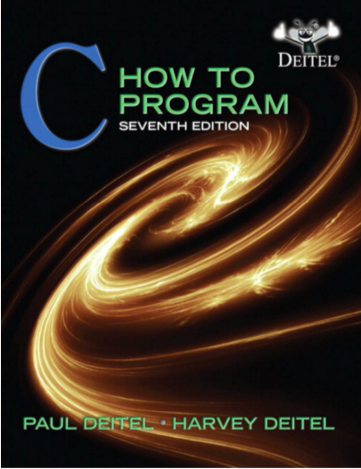 DEITEL®
C HOW TO
PROGRAM
SEVENTH EDITION
PAUL DEITEL • HARVEY DEITEL